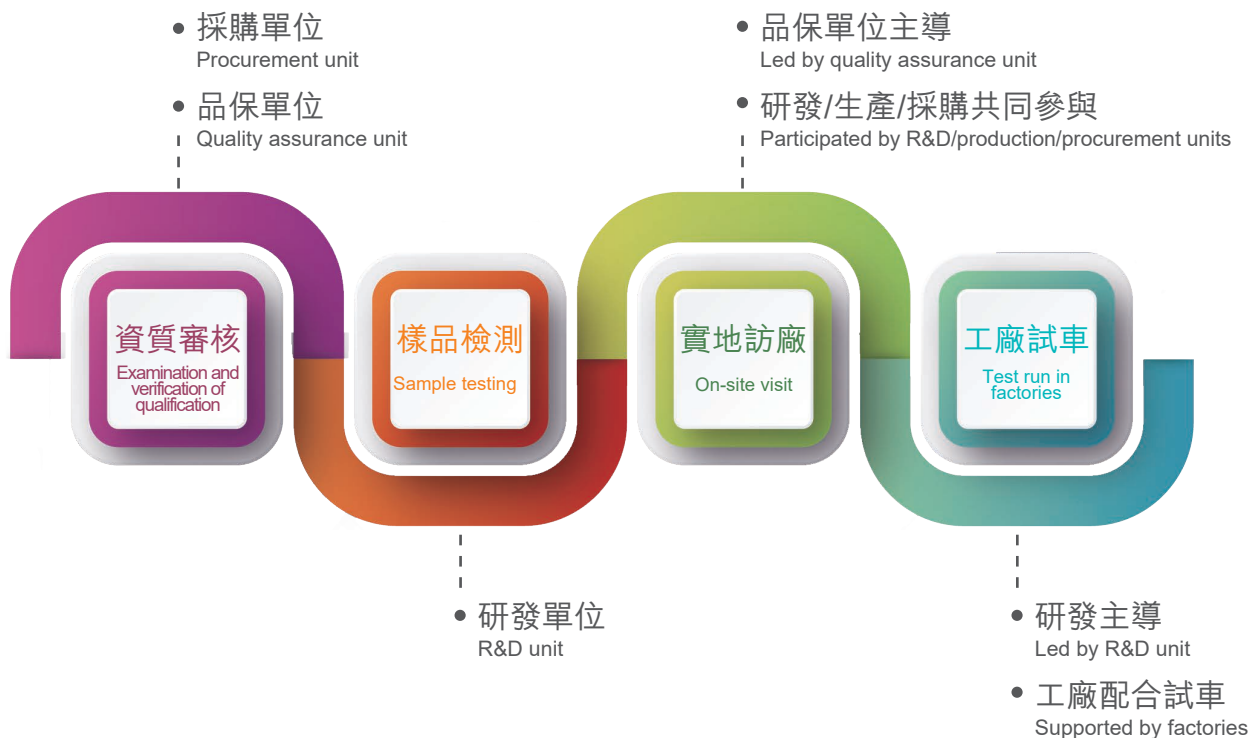 採購單位
Procurement unit
品保單位
Quality assurance unit
品保單位主導
Led by quality assurance unit
研發/生產/採購共同參與
Participated by R&D/production/procurement units
資質審核
Examination and
verification of
qualification
樣品檢測
Sample testing
實地訪廠
On-site visit
工廠試車
Test run in
factories
研發單位
R&D unit
研發主導
Led by R&D unit
工廠配合試車
Supported by factories